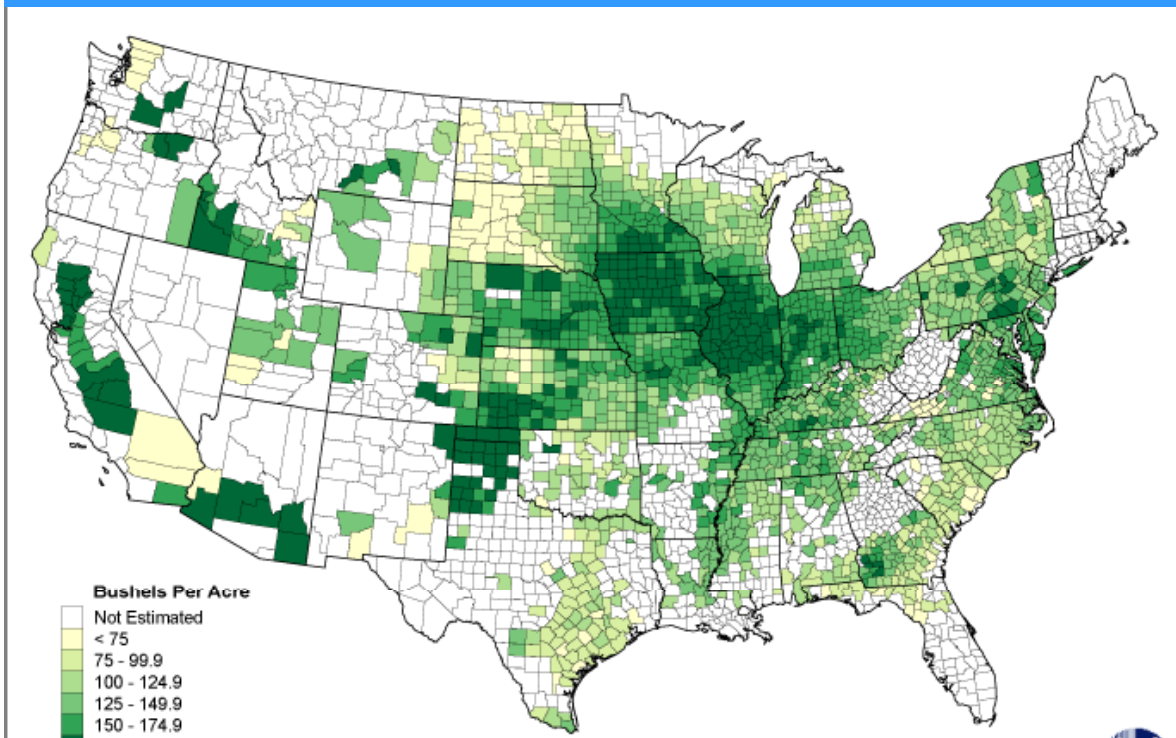 Bushels Per Acre
Not Estimated
< 75
75 - 99.9
100 - 124.9
125 - 149.9
150 - 174.9